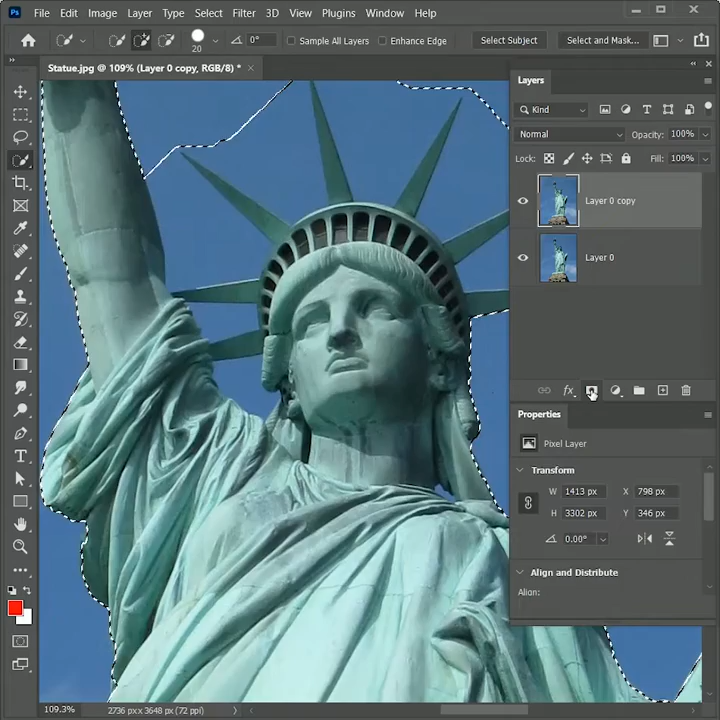 Ps File Edit Image Layer Type Select Filter 3D View Plugins Window Help
20 0° Sample All Layers Enhance Edge Select Subject Select and Mask...
Statue.jpg @ 109% (Layer 0 copy, RGB/8) *
Layers
Kind
Normal Opacity: 100%
Lock: Fill: 100%
Layer 0 copy
Layer 0
fx
Properties
Pixel Layer
Transform
W 1413 px X 798 px
H 3302 px Y 346 px
0.00°
Align and Distribute
Align:
109.3% 2736 px x 3648 px (72 ppi)